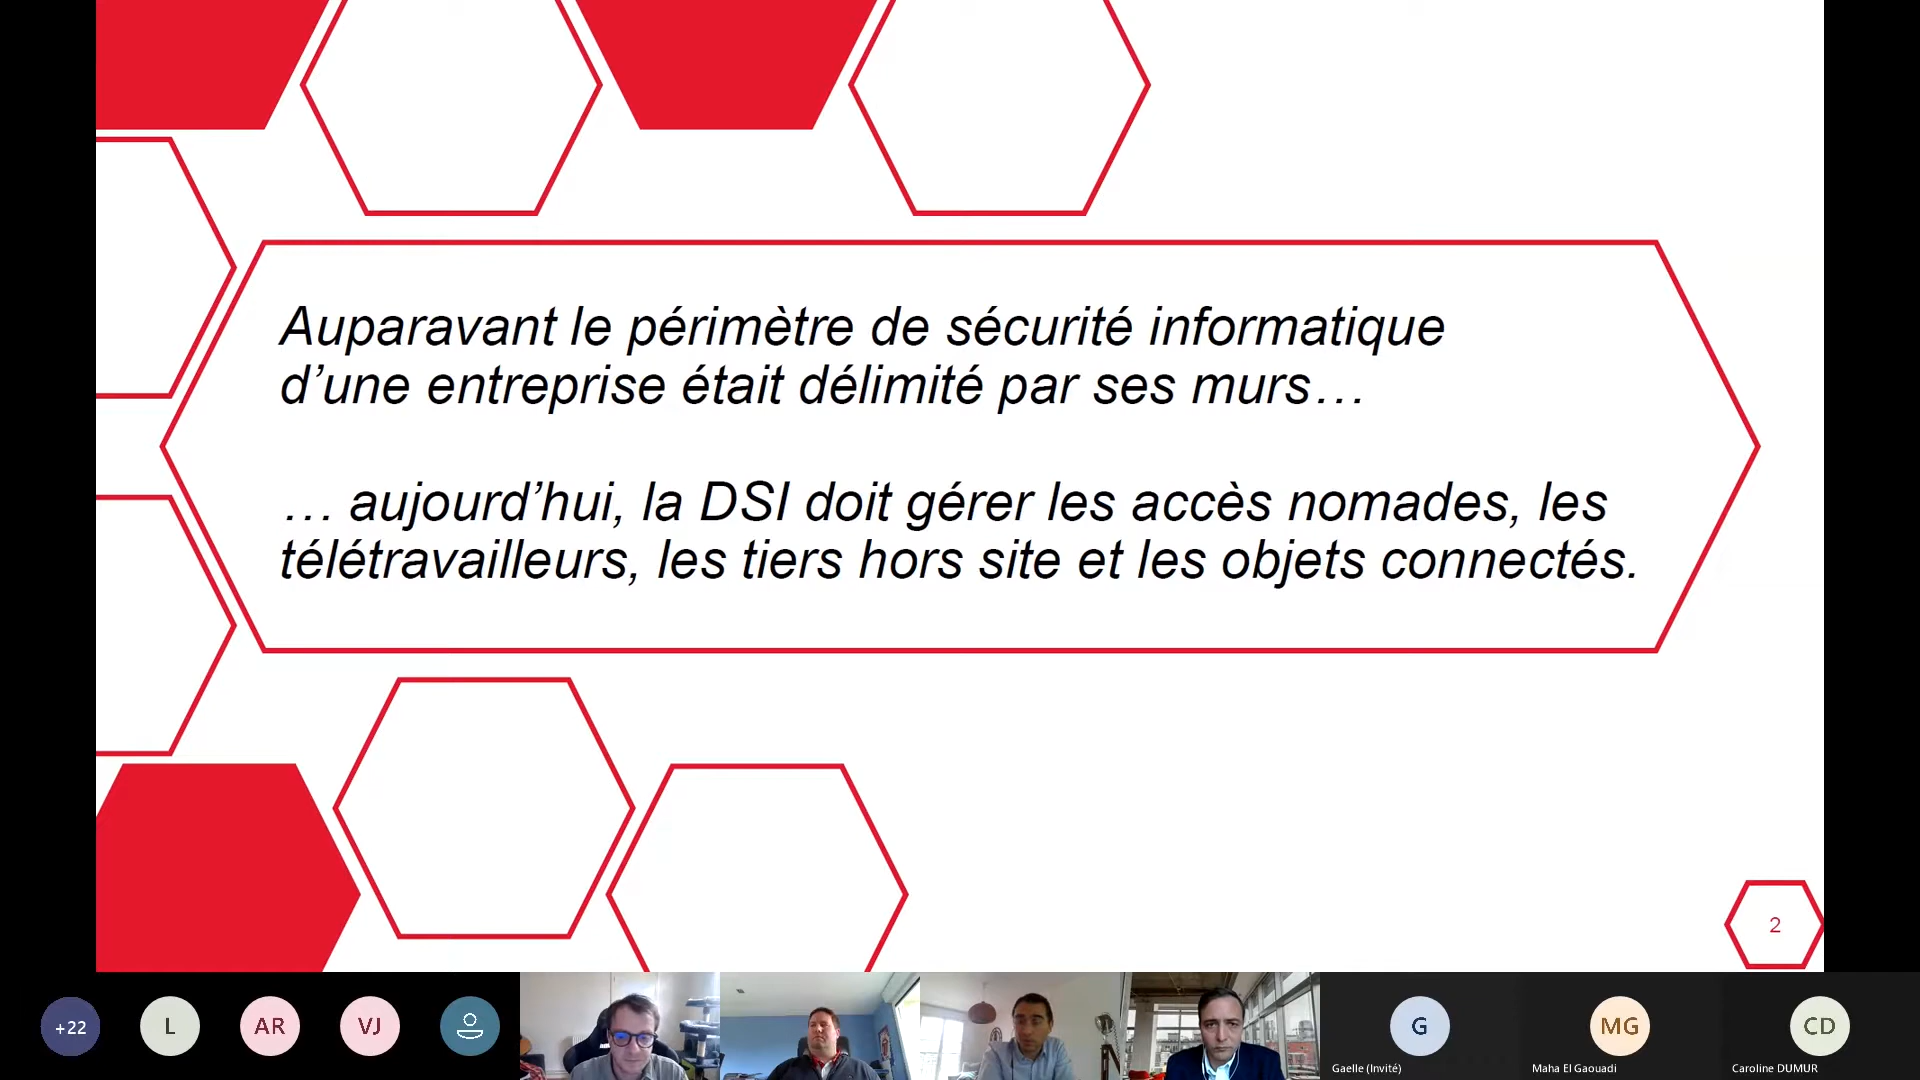 Auparavant le périmètre de sécurité informatique
d’une entreprise était délimité par ses murs…
… aujourd’hui, la DSI doit gérer les accès nomades, les
télétravailleurs, les tiers hors site et les objets connectés.
2
+22
L
AR
VJ
G
MG
CD
Gaelle (Invité)
Maha El Gaouadi
Caroline DUMUR